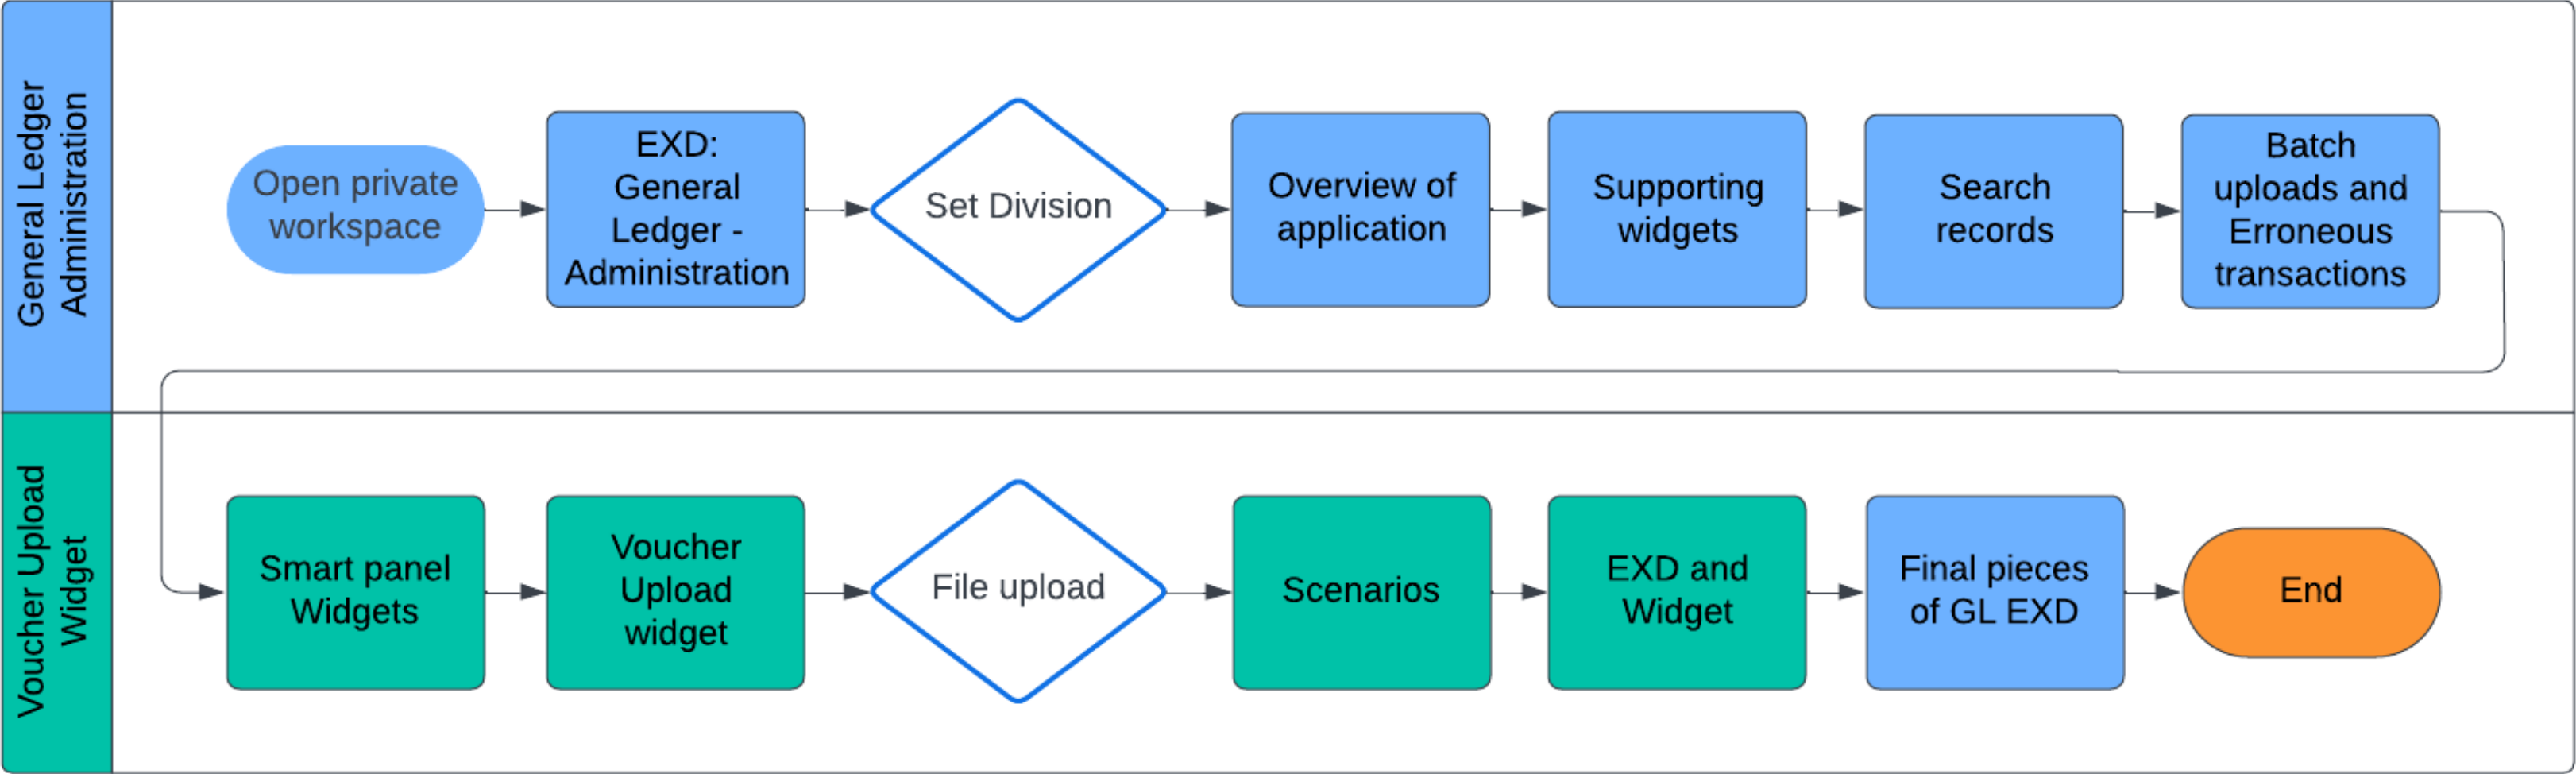 General Ledger
Administration
Open private
workspace
EXD:
General
Ledger -
Administration
Set Division
Overview of
application
Supporting
widgets
Search
records
Batch
uploads and
Erroneous
transactions
Voucher Upload
Widget
Smart panel
Widgets
Voucher
Upload
widget
File upload
Scenarios
EXD and
Widget
Final pieces
of GL EXD
End